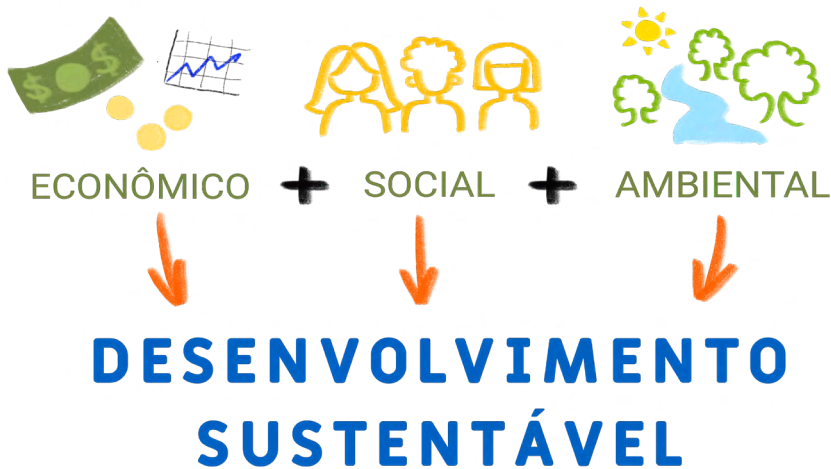 $ $
ECONÔMICO + SOCIAL + AMBIENTAL
DESENVOLVIMENTO
SUSTENTÁVEL